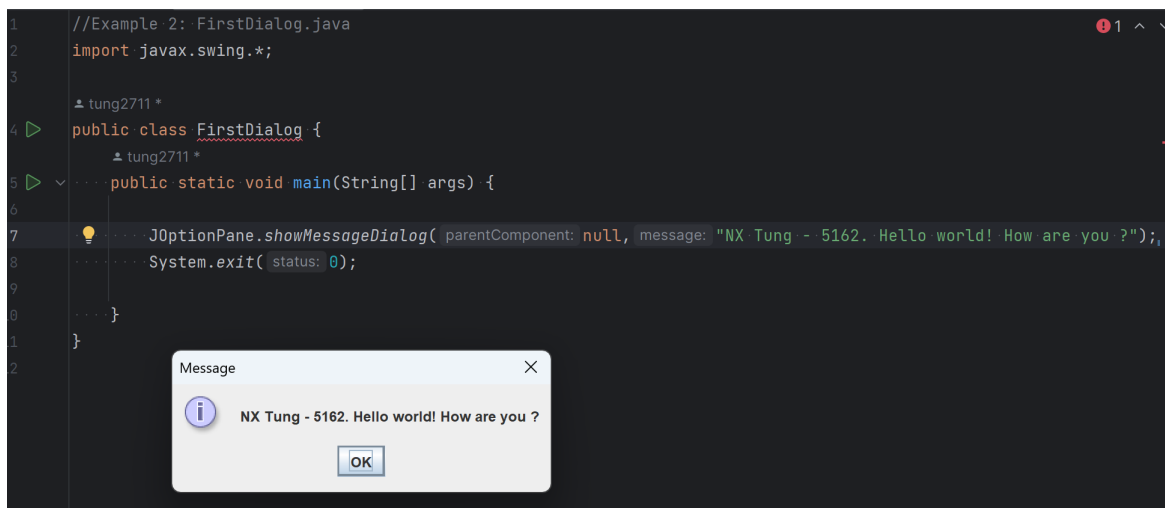 1 //Example 2: FirstDialog.java
1
2 import javax.swing.*;
3
tung2711 *
4 public class FirstDialog {
tung2711 *
5 public static void main(String[] args) {
6
7 JOptionPane.showMessageDialog( parentComponent: null, message: "NX Tung - 5162. Hello world! How are you ?");
8 System.exit( status: 0);
9
.0 }
.1 }
.2
Message
i
NX Tung - 5162. Hello world! How are you ?
OK